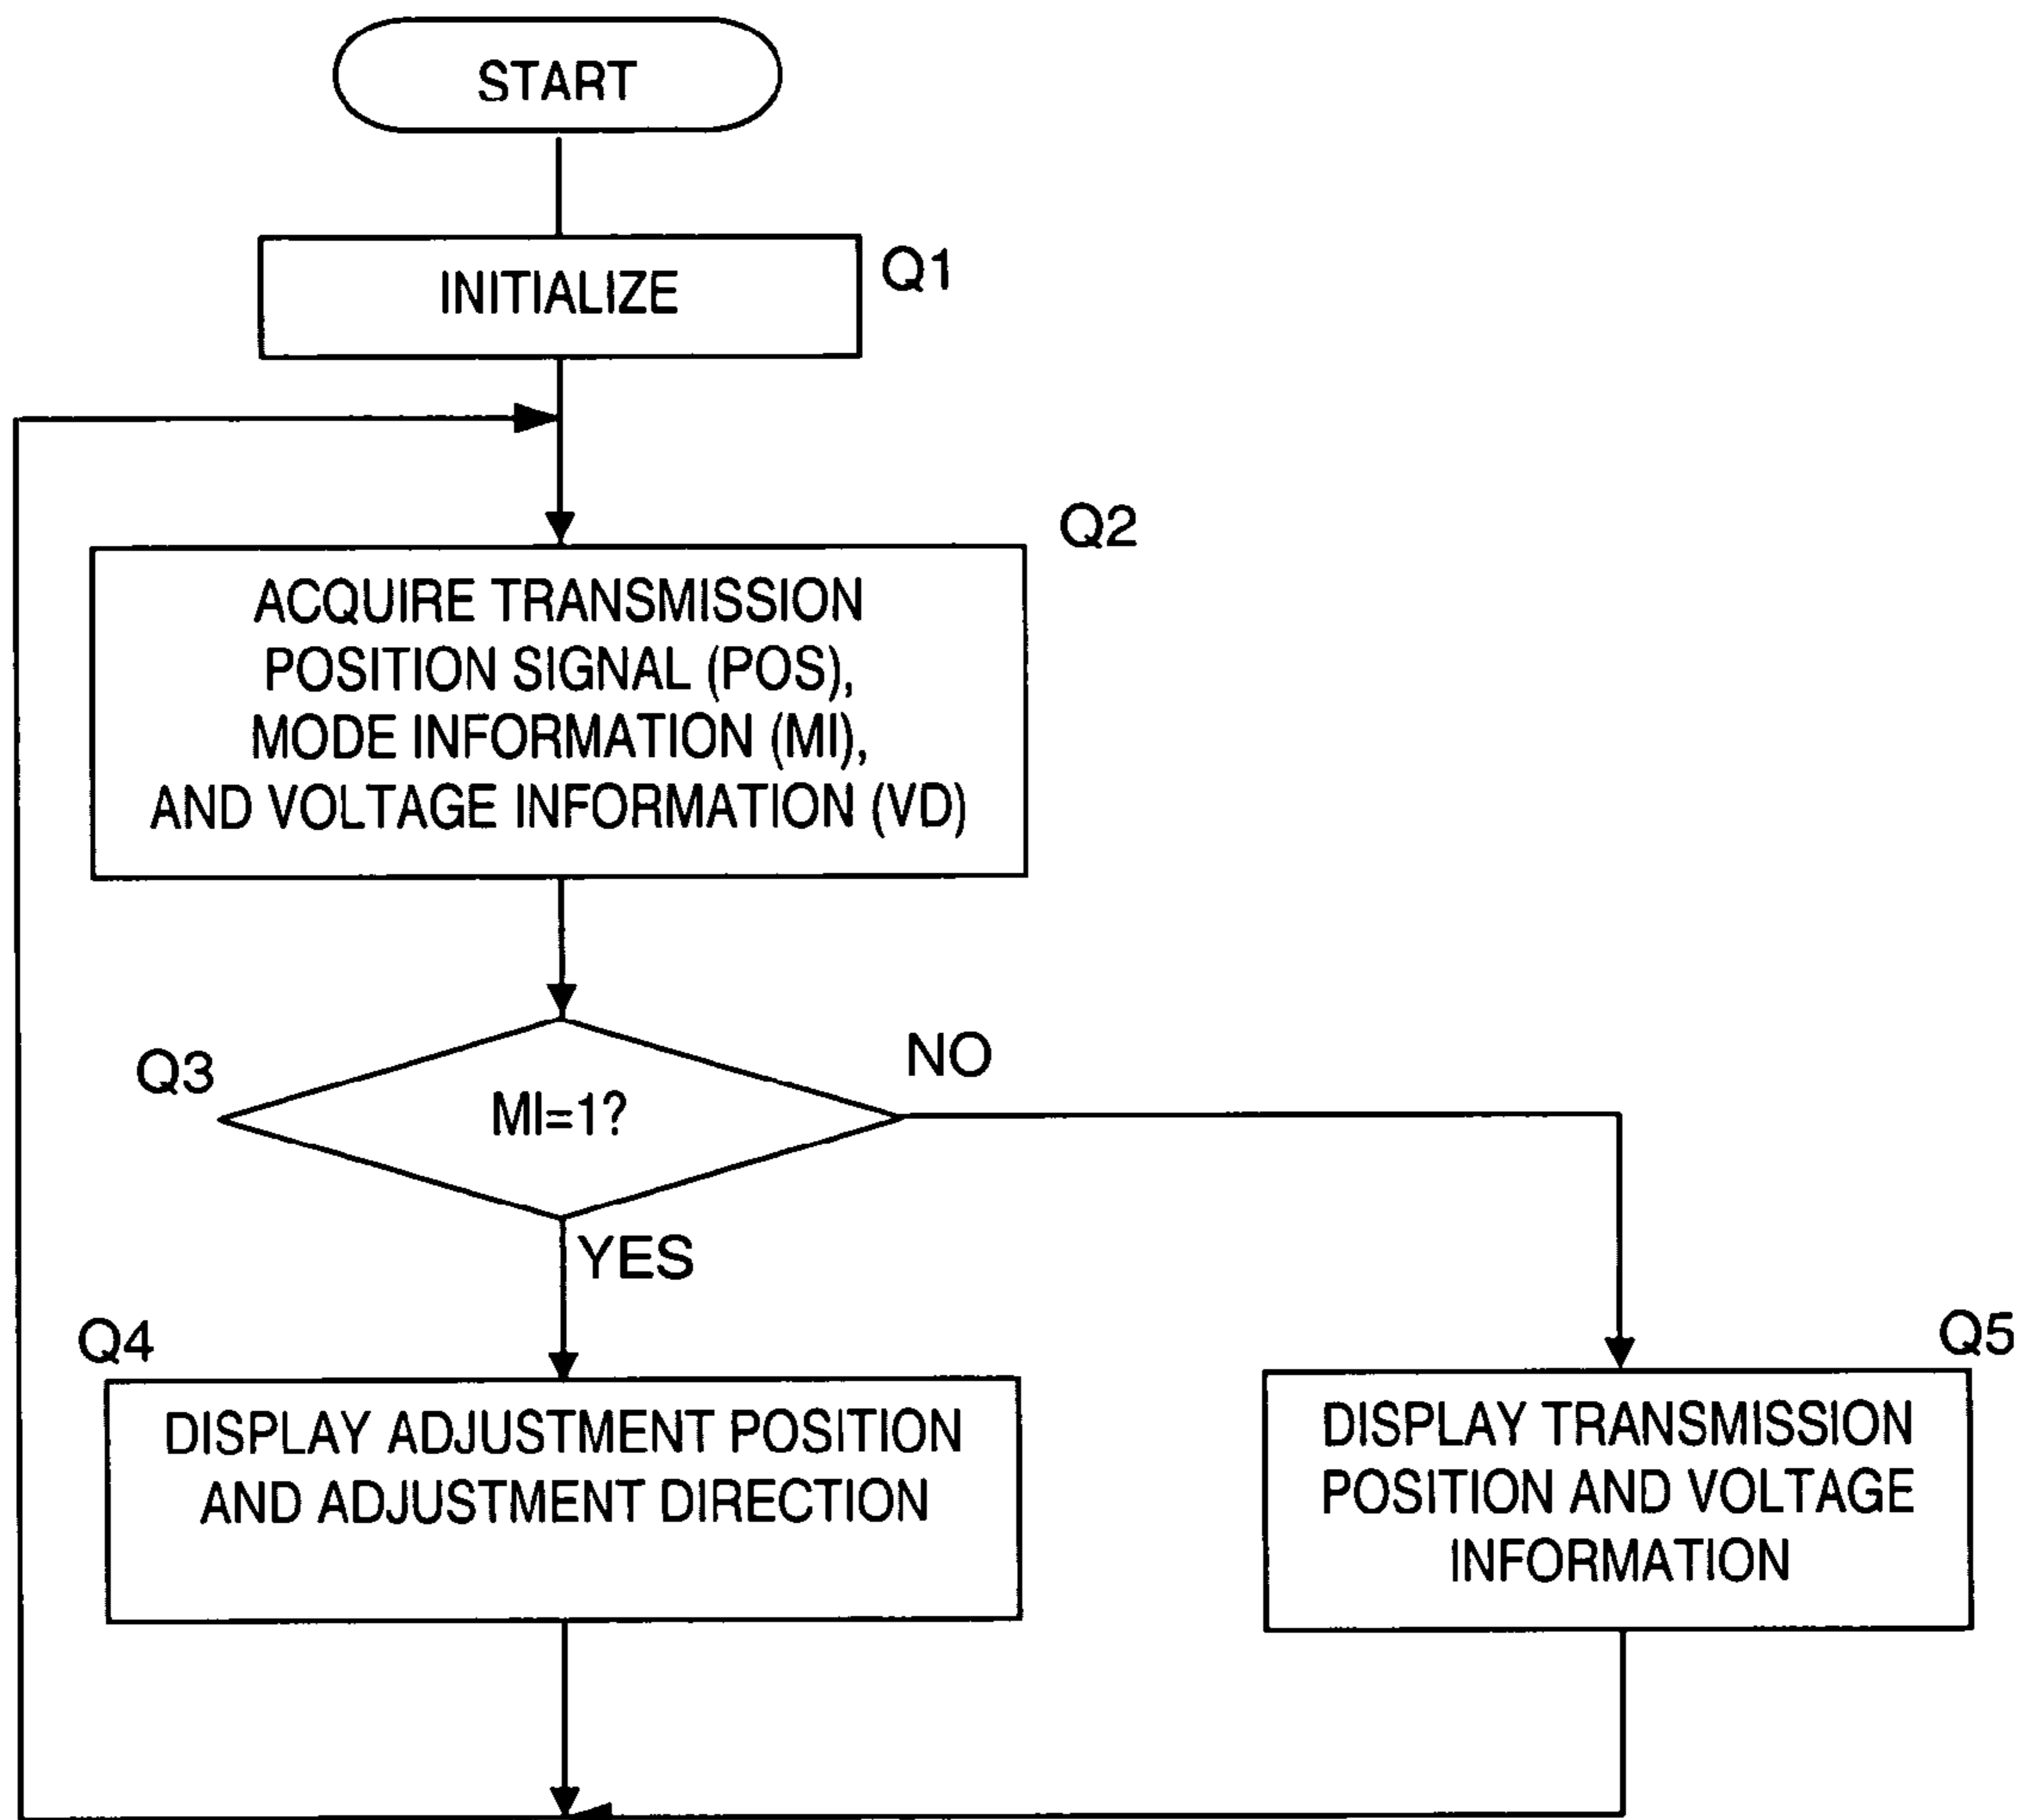 START
INITIALIZE
Q1
Q2
ACQUIRE TRANSMISSION
POSITION SIGNAL (POS),
MODE INFORMATION (MI),
AND VOLTAGE INFORMATION (VD)
Q3
MI=1?
NO
YES
Q4
DISPLAY ADJUSTMENT POSITION
AND ADJUSTMENT DIRECTION
Q5
DISPLAY TRANSMISSION
POSITION AND VOLTAGE
INFORMATION